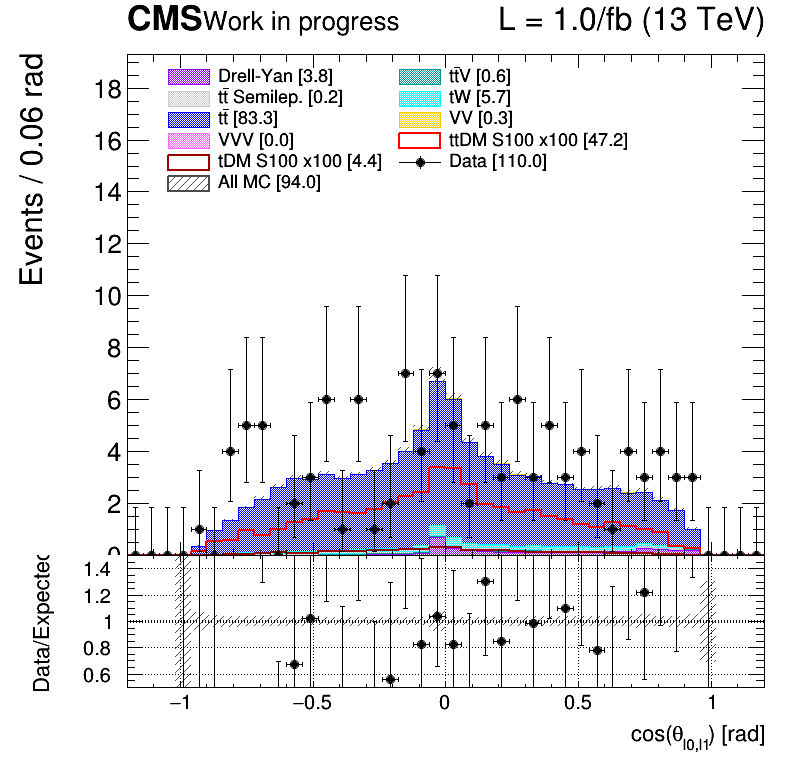 CMS Work in progress L = 1.0/fb (13 TeV)
Events / 0.06 rad
Drell-Yan [3.8] tt̄V [0.6]
tt̄ Semilep. [0.2] tW [5.7]
tt̄ [83.3] VV [0.3]
VVV [0.0] ttDM S100 x100 [47.2]
tDM S100 x100 [4.4] Data [110.0]
All MC [94.0]
18
16
14
12
10
8
6
4
2
0
Data/Expected
1.4
1.2
1
0.8
0.6
−1 −0.5 0 0.5 1
cos(θl0,l1) [rad]